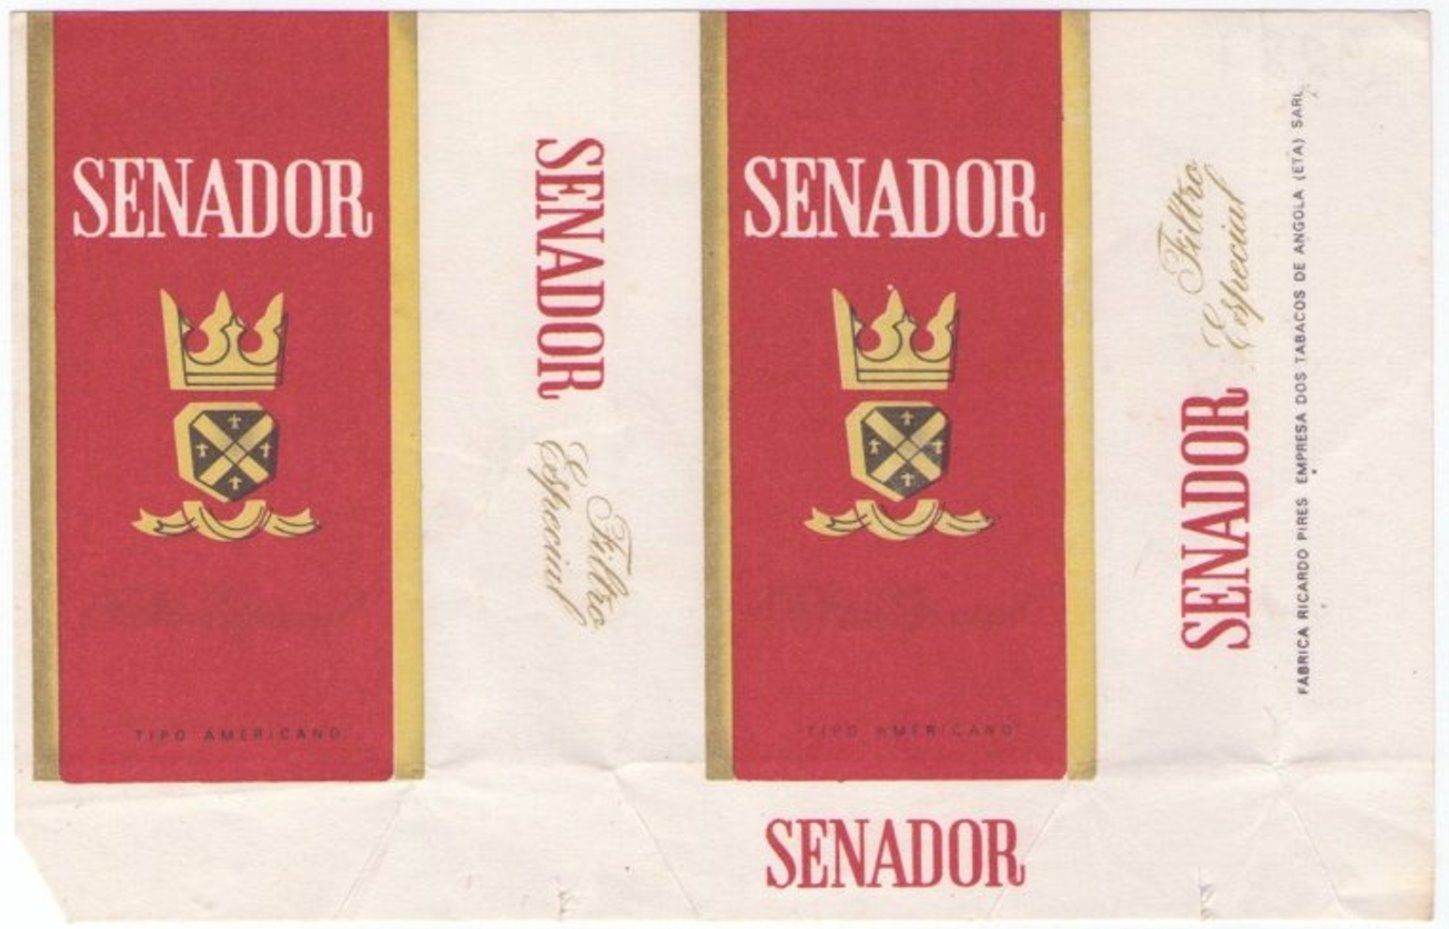 SENADOR
TIPO AMERICANO
SENADOR
Filtro
Especial
SENADOR
TIPO AMERICANO
SENADOR
SENADOR
Filtro
Especial
FABRICA RICARDO PIRES EMPRESA DOS TABACOS DE ANGOLA (ETA) SARL